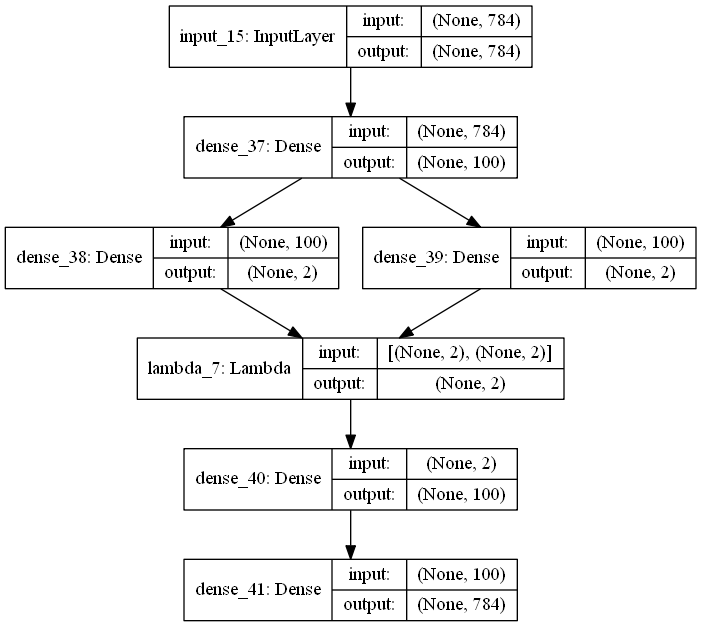 input_15: InputLayer
input: (None, 784)
output: (None, 784)
dense_37: Dense
input: (None, 784)
output: (None, 100)
dense_38: Dense
input: (None, 100)
output: (None, 2)
dense_39: Dense
input: (None, 100)
output: (None, 2)
lambda_7: Lambda
input: [(None, 2), (None, 2)]
output: (None, 2)
dense_40: Dense
input: (None, 2)
output: (None, 100)
dense_41: Dense
input: (None, 100)
output: (None, 784)